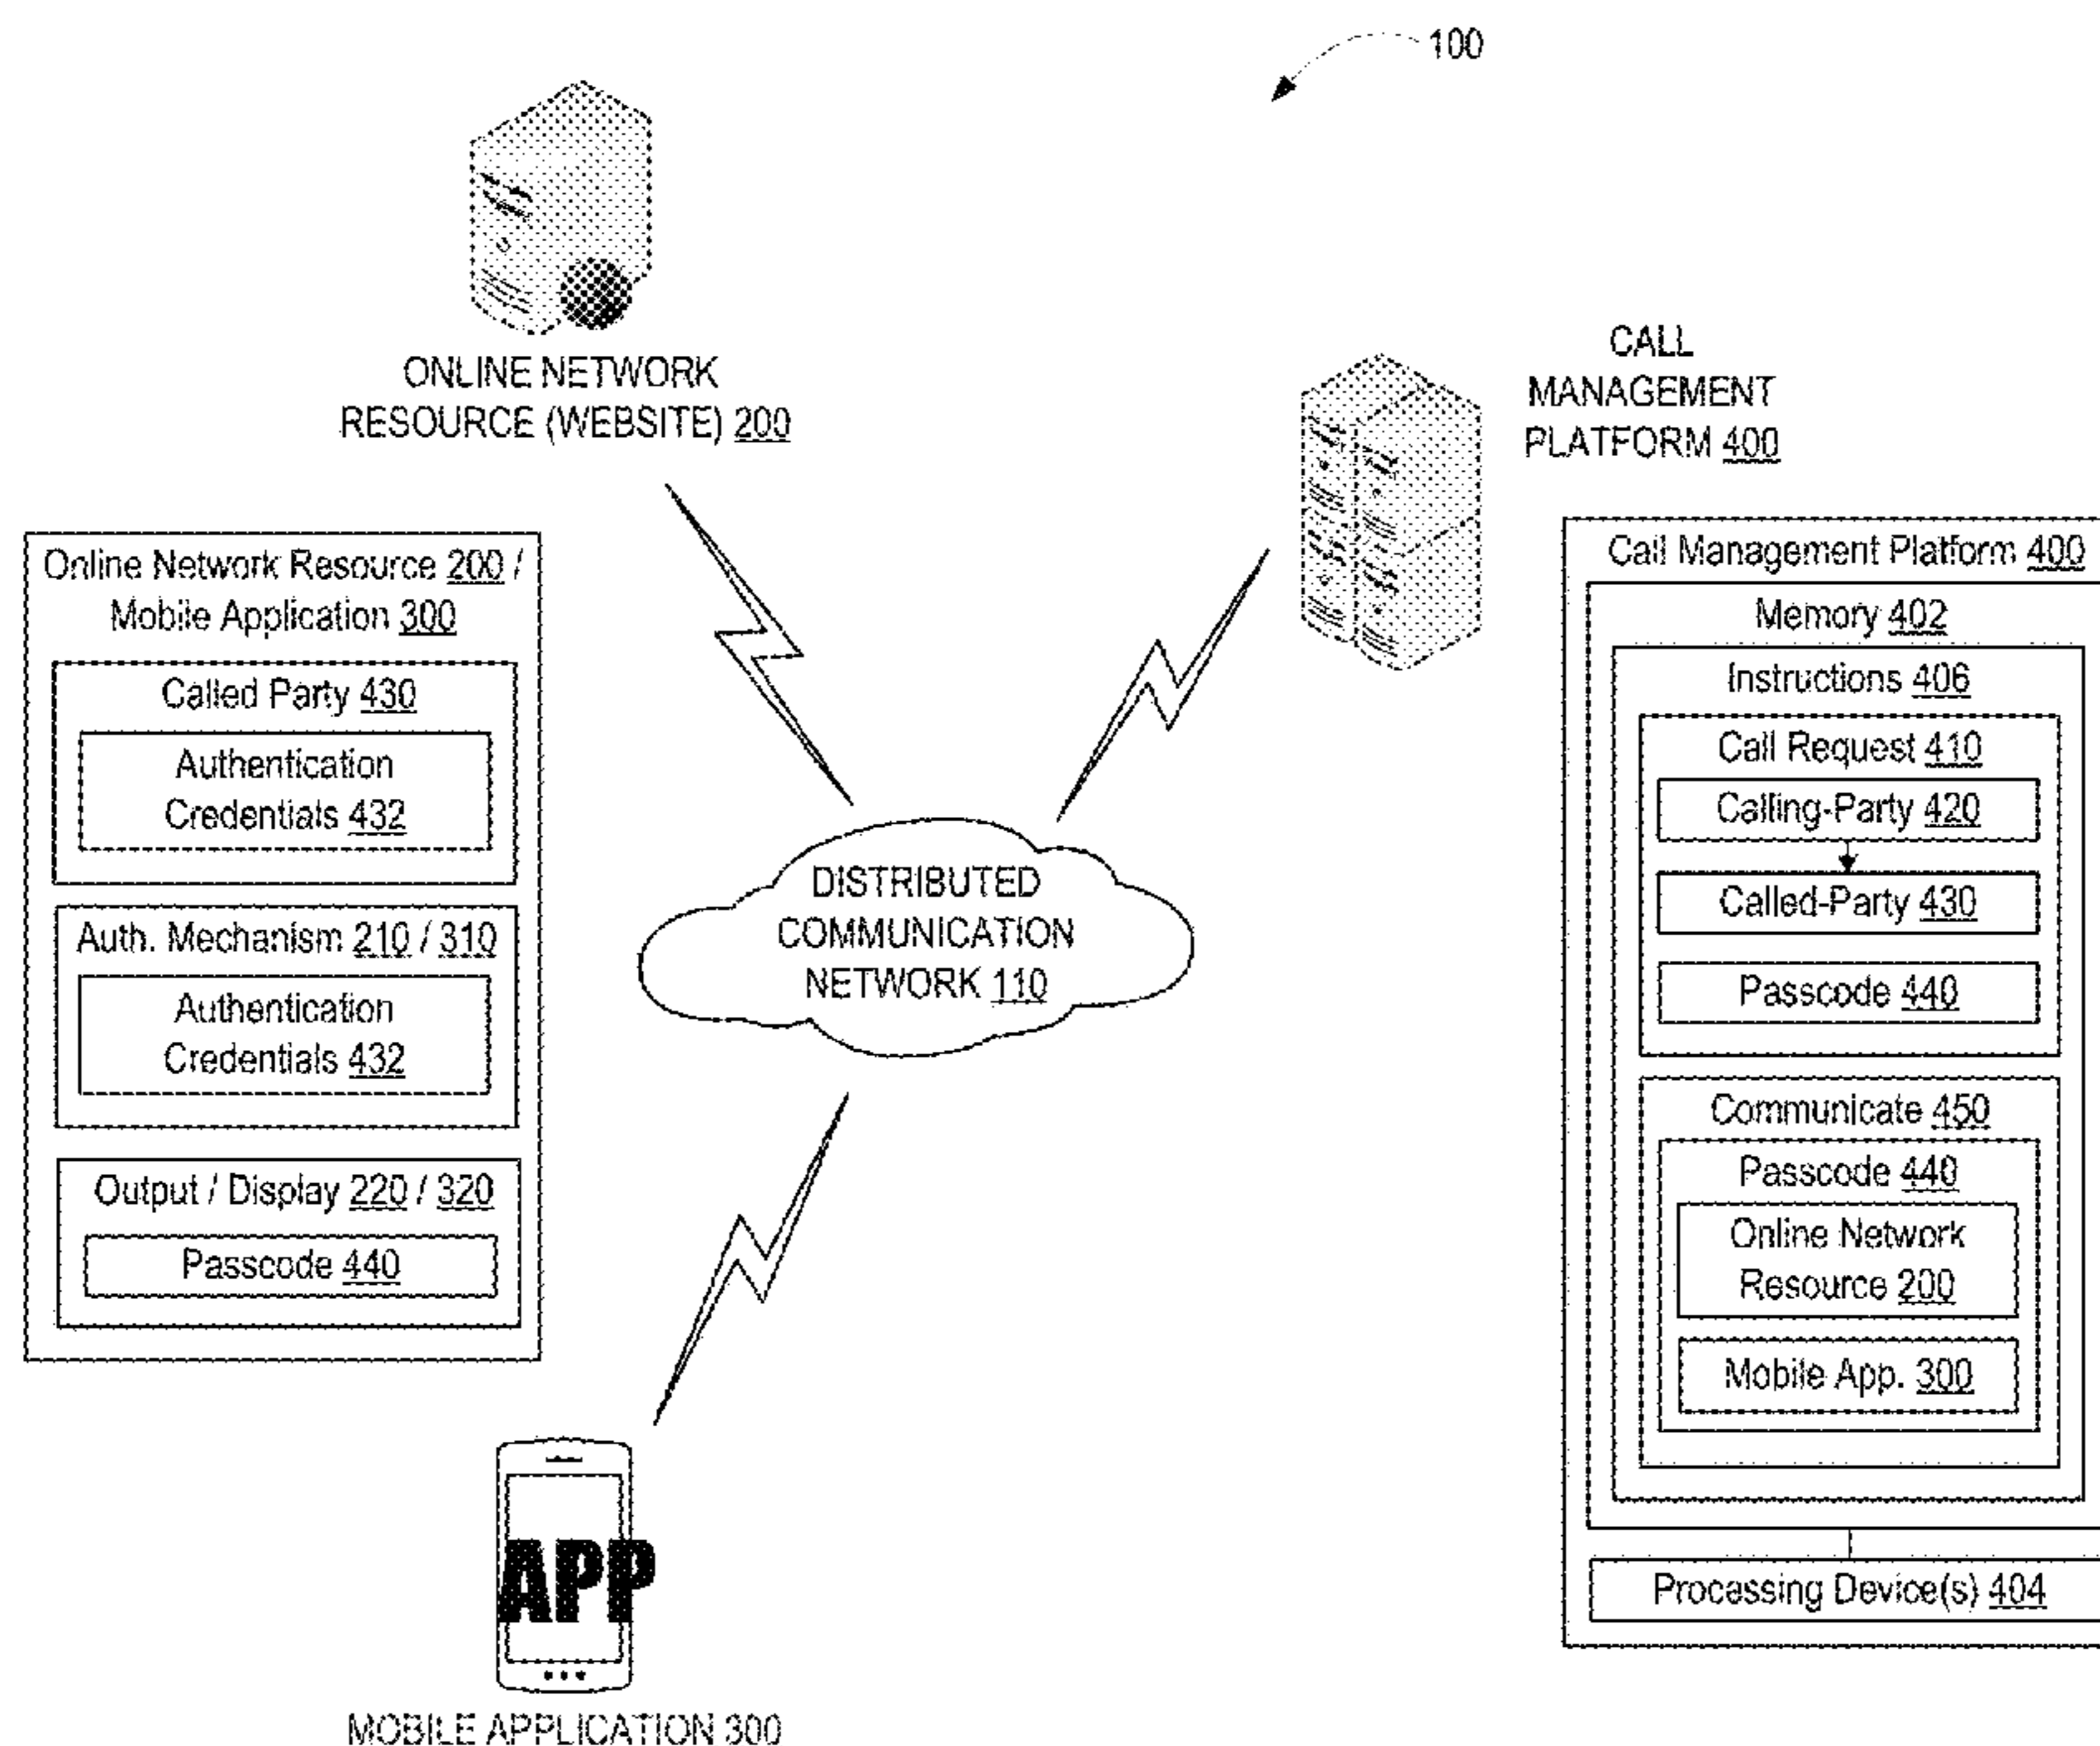 100
ONLINE NETWORK
RESOURCE (WEBSITE) 200
CALL
MANAGEMENT
PLATFORM 400
Online Network Resource 200 /
Mobile Application 300
Called Party 430
Authentication
Credentials 432
Auth. Mechanism 210 / 310
Authentication
Credentials 432
Output / Display 220 / 320
Passcode 440
DISTRIBUTED
COMMUNICATION
NETWORK 110
Call Management Platform 400
Memory 402
Instructions 406
Call Request 410
Calling-Party 420
Called-Party 430
Passcode 440
Communicate 450
Passcode 440
Online Network
Resource 200
Mobile App. 300
Processing Device(s) 404
APP
MOBILE APPLICATION 300